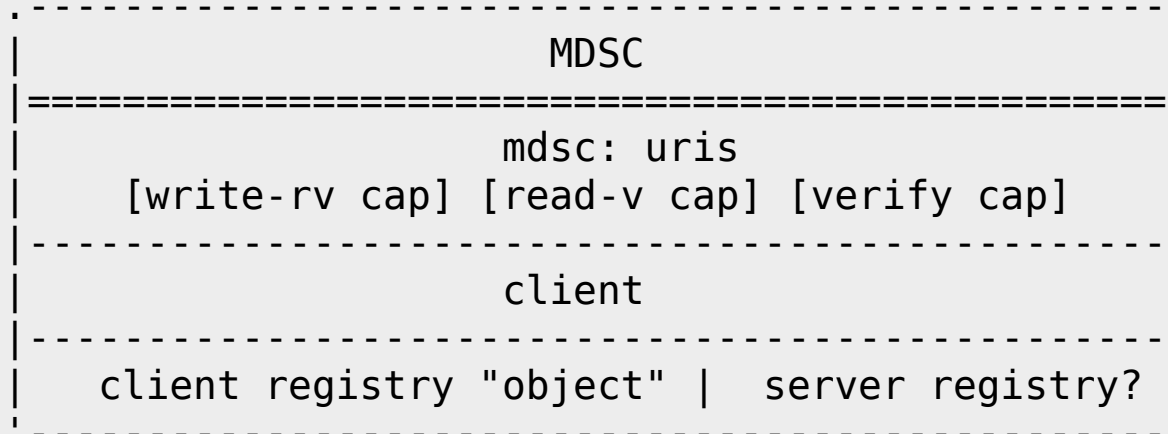 .------------------------------------------------
|                      MDSC
|================================================
|                    mdsc: uris
|    [write-rv cap] [read-v cap] [verify cap]
|------------------------------------------------
|                    client
|------------------------------------------------
|   client registry "object" |  server registry?
'------------------------------------------------